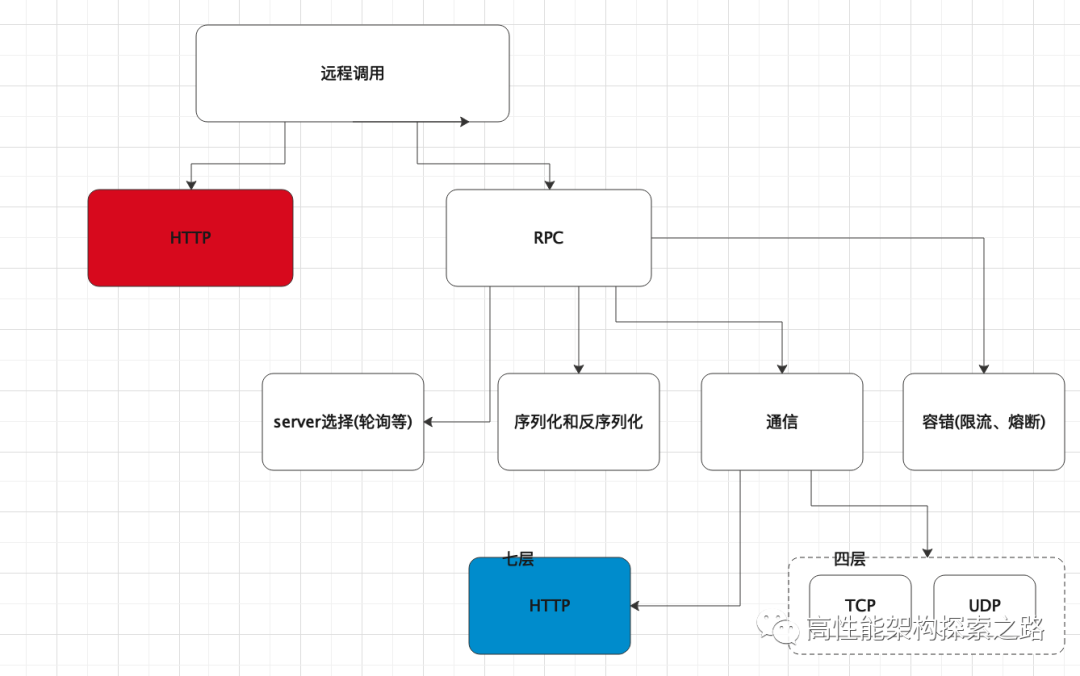 远程调用
HTTP
RPC
server选择(轮询等)
序列化和反序列化
通信
容错(限流、熔断)
七层
HTTP
四层
TCP
UDP
高性能架构探索之路